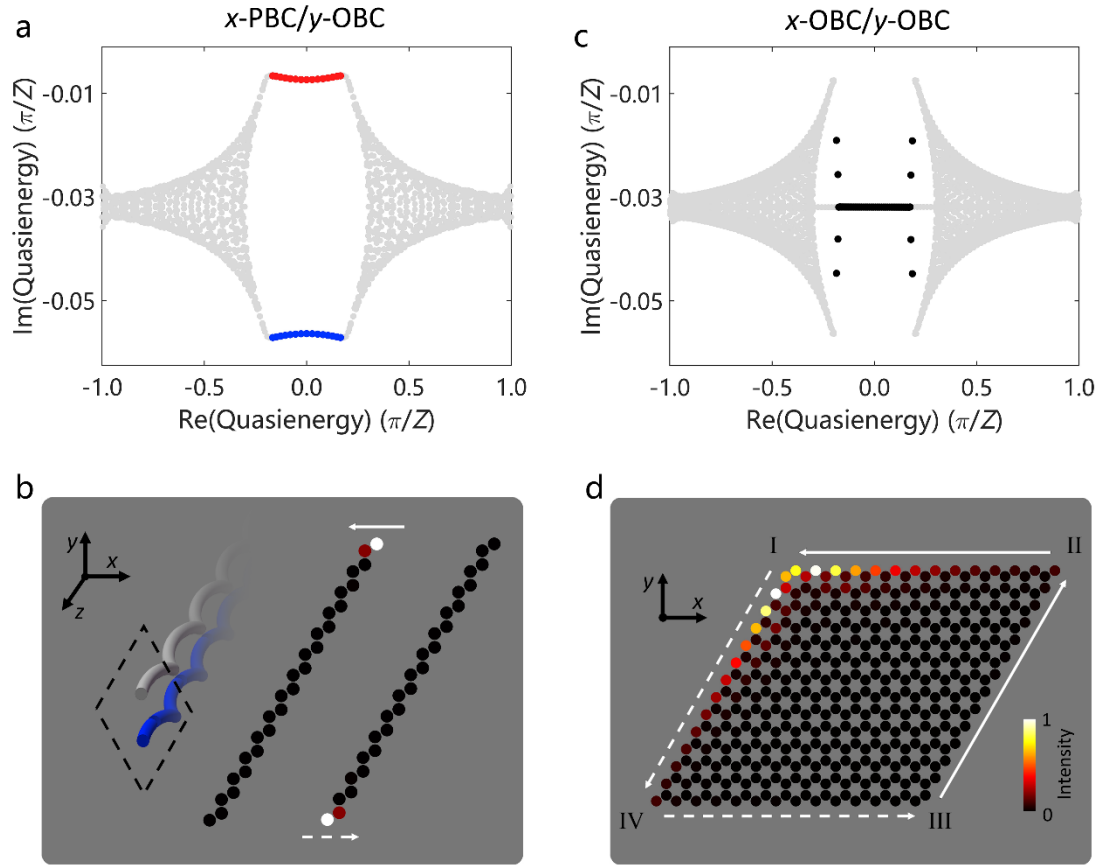 a
x-PBC/y-OBC
Im(Quasienergy) (π/Z)
-0.01
-0.03
-0.05
-1.0 -0.5 0.0 0.5 1.0
Re(Quasienergy) (π/Z)
c
x-OBC/y-OBC
Im(Quasienergy) (π/Z)
-0.01
-0.03
-0.05
-1.0 -0.5 0.0 0.5 1.0
Re(Quasienergy) (π/Z)
b
y
x
z
d
I II
y
x
1
Intensity
0
IV III